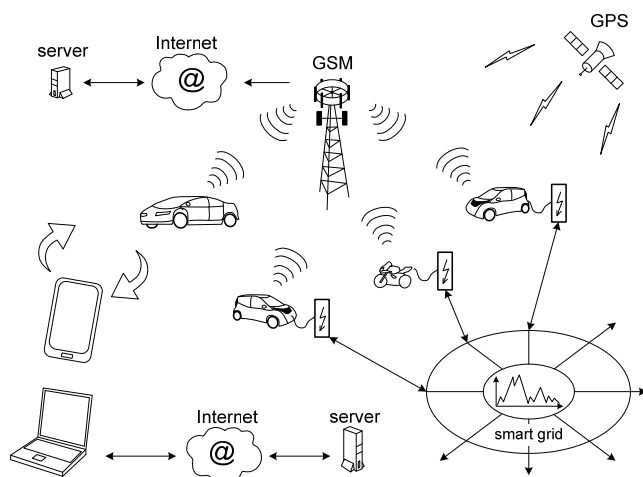 GPS
Internet
server
@
GSM
Internet
server
@
smart grid